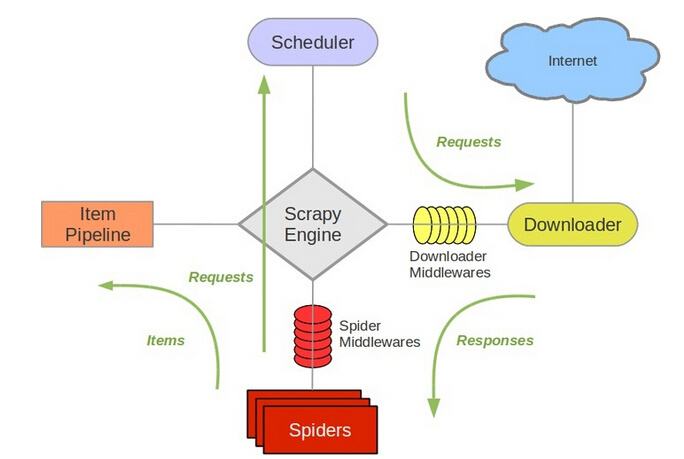 Scheduler
Internet
Requests
Item
Pipeline
Scrapy
Engine
Downloader
Downloader
Middlewares
Requests
Spider
Middlewares
Items
Responses
Spiders